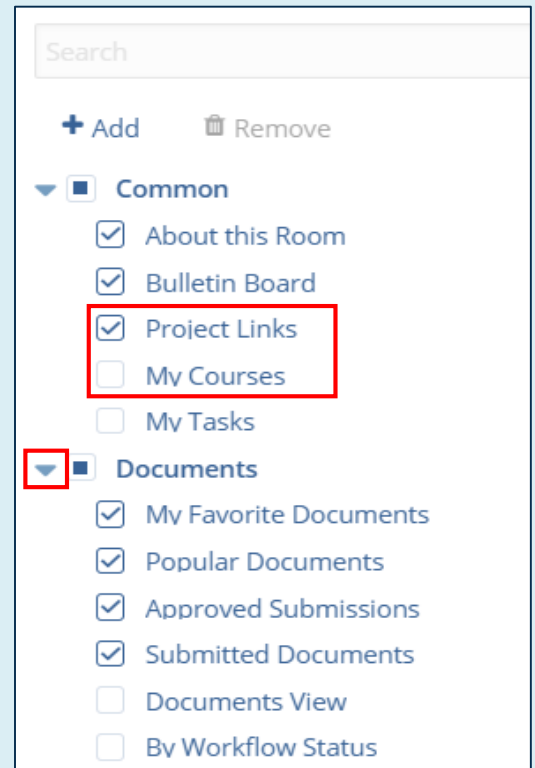 Search
Add Remove
Common
About this Room
Bulletin Board
Project Links
My Courses
My Tasks
Documents
My Favorite Documents
Popular Documents
Approved Submissions
Submitted Documents
Documents View
By Workflow Status